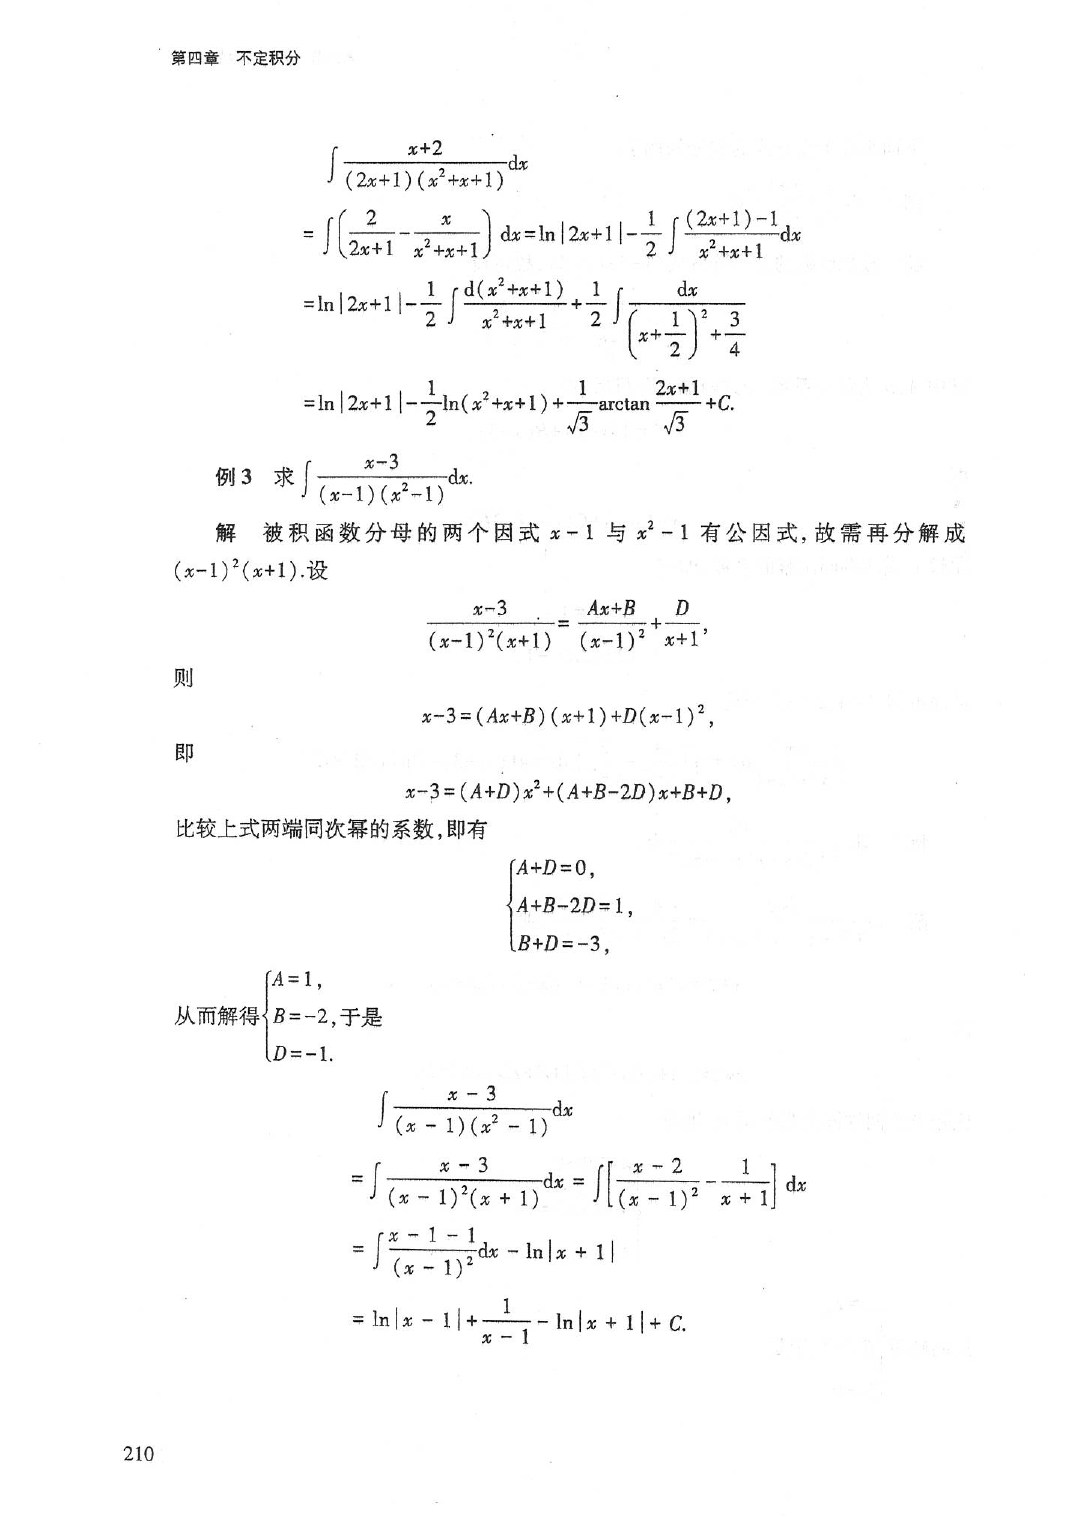 第四章 不定积分
∫ (x+2)/((2x+1)(x²+x+1)) dx
=∫(2/(2x+1) - x/(x²+x+1)) dx=ln|2x+1|-1/2 ∫ ((2x+1)-1)/(x²+x+1) dx
=ln|2x+1|-1/2 ∫ d(x²+x+1)/(x²+x+1) + 1/2 ∫ dx/((x+1/2)²+3/4)
=ln|2x+1|-1/2 ln(x²+x+1)+1/√3 arctan (2x+1)/√3 +C.
例3 求∫ (x-3)/((x-1)(x²-1)) dx.
解 被积函数分母的两个因式 x-1 与 x²-1 有公因式,故需再分解成
(x-1)²(x+1).设
(x-3)/((x-1)²(x+1)) = (Ax+B)/(x-1)² + D/(x+1),
则
x-3=(Ax+B)(x+1)+D(x-1)²,
即
x-3=(A+D)x²+(A+B-2D)x+B+D,
比较上式两端同次幂的系数,即有
A+D=0,
A+B-2D=1,
B+D=-3,
A=1,
从而解得{B=-2,于是
D=-1.
∫ (x-3)/((x-1)(x²-1)) dx
=∫ (x-3)/((x-1)²(x+1)) dx = ∫[(x-2)/(x-1)² - 1/(x+1)] dx
=∫ (x-1-1)/(x-1)² dx - ln|x+1|
=ln|x-1|+1/(x-1) - ln|x+1|+C.
210